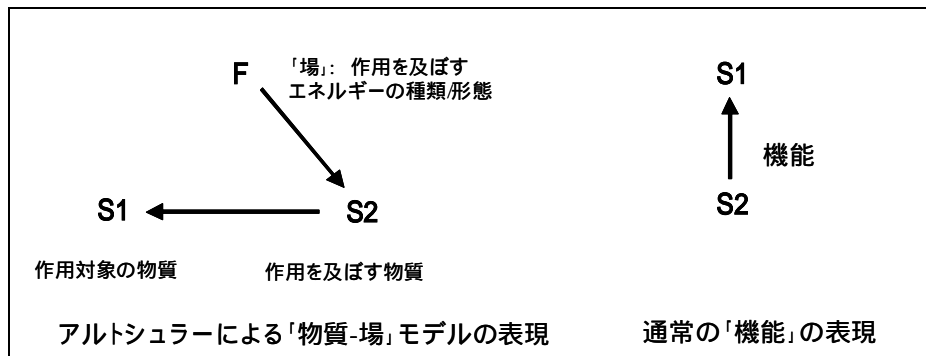 F
「場」: 作用を及ぼす
エネルギーの種類/形態
S1
S2
作用対象の物質
作用を及ぼす物質
アルトシュラーによる「物質-場」モデルの表現
S1
機能
S2
通常の「機能」の表現